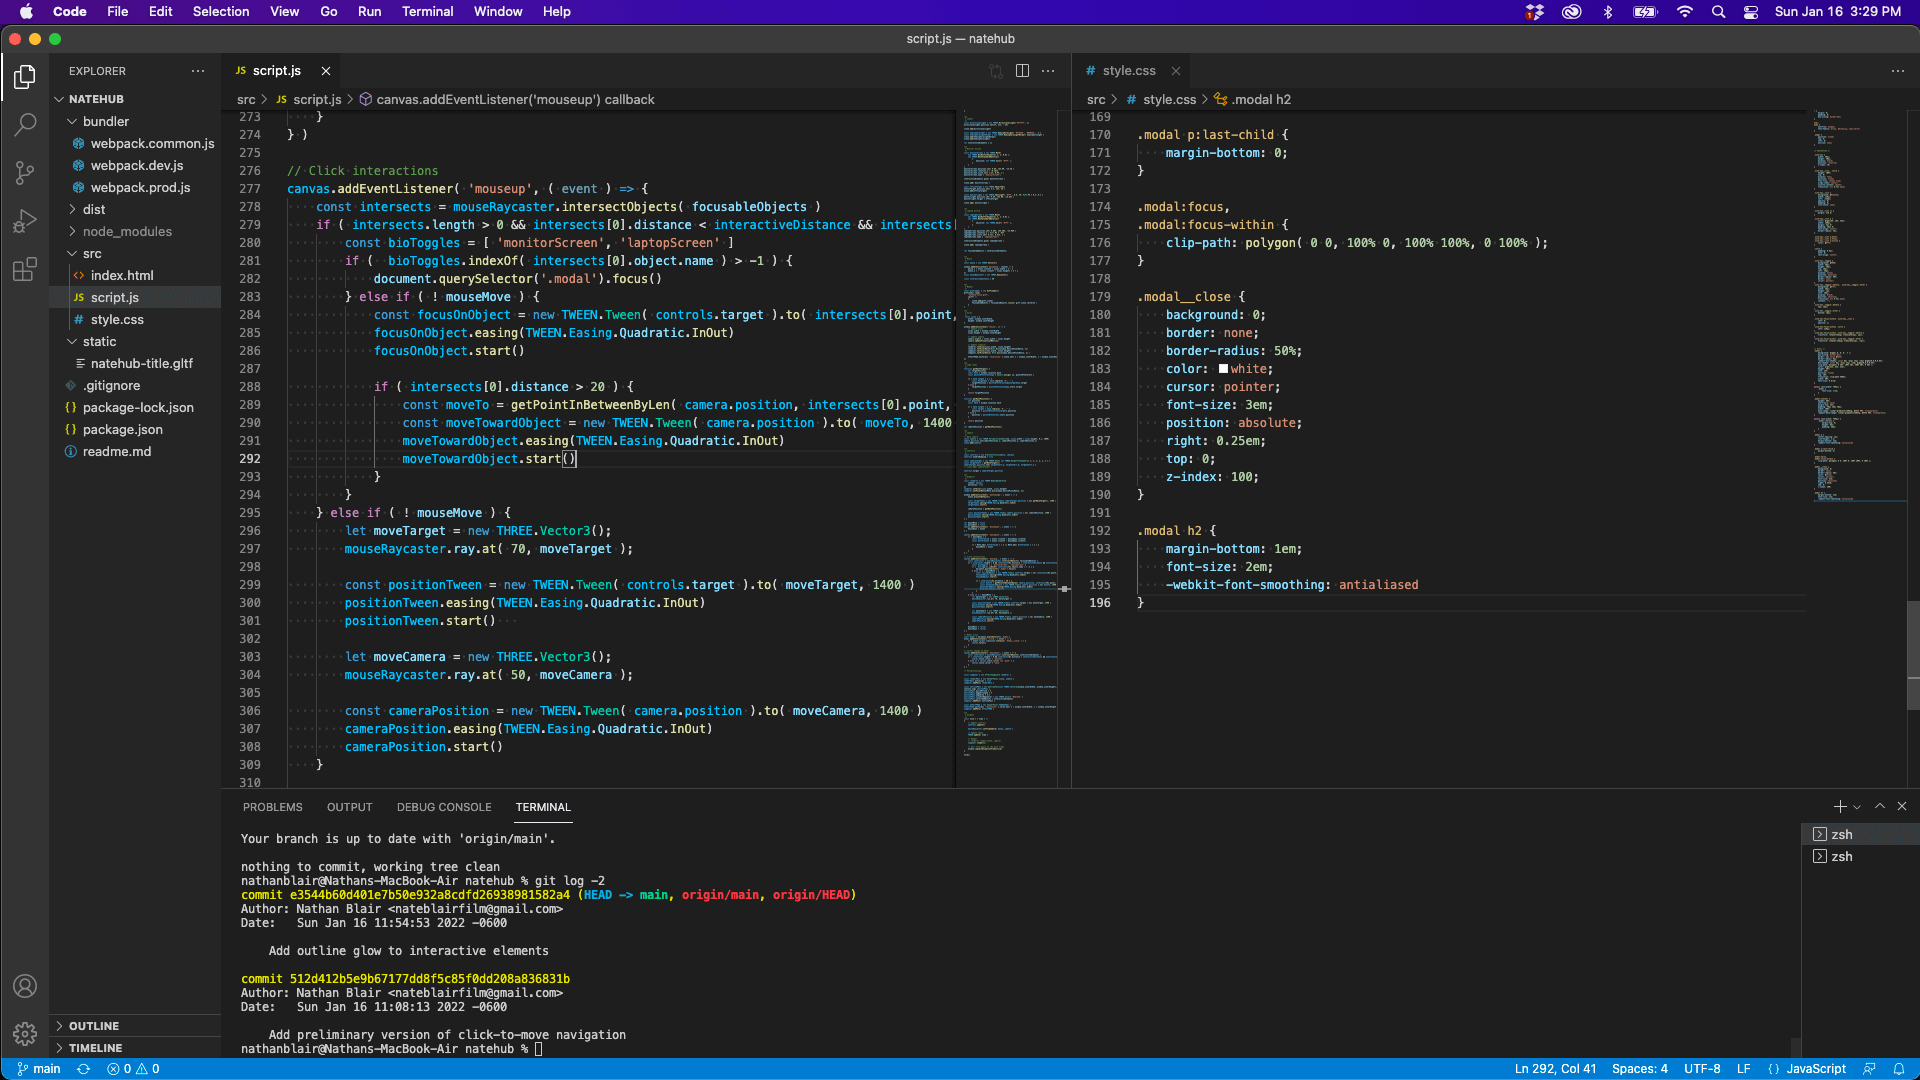 Code File Edit Selection View Go Run Terminal Window Help
Sun Jan 16 3:29 PM
script.js — natehub
EXPLORER
NATEHUB
bundler
webpack.common.js
webpack.dev.js
webpack.prod.js
dist
node_modules
src
index.html
script.js
style.css
static
natehub-title.gltf
.gitignore
package-lock.json
package.json
readme.md
OUTLINE
TIMELINE
JS script.js
src > JS script.js > canvas.addEventListener('mouseup') callback
273 }
274 } )
275
276 // Click interactions
277 canvas.addEventListener( 'mouseup', ( event ) => {
278 const intersects = mouseRaycaster.intersectObjects( focusableObjects )
279 if ( intersects.length > 0 && intersects[0].distance < interactiveDistance && intersects
280 const bioToggles = [ 'monitorScreen', 'laptopScreen' ]
281 if ( bioToggles.indexOf( intersects[0].object.name ) > -1 ) {
282 document.querySelector('.modal').focus()
283 } else if ( ! mouseMove ) {
284 const focusOnObject = new TWEEN.Tween( controls.target ).to( intersects[0].point,
285 focusOnObject.easing(TWEEN.Easing.Quadratic.InOut)
286 focusOnObject.start()
287
288 if ( intersects[0].distance > 20 ) {
289 const moveTo = getPointInBetweenByLen( camera.position, intersects[0].point,
290 const moveTowardObject = new TWEEN.Tween( camera.position ).to( moveTo, 1400
291 moveTowardObject.easing(TWEEN.Easing.Quadratic.InOut)
292 moveTowardObject.start()
293 }
294 }
295 } else if ( ! mouseMove ) {
296 let moveTarget = new THREE.Vector3();
297 mouseRaycaster.ray.at( 70, moveTarget );
298
299 const positionTween = new TWEEN.Tween( controls.target ).to( moveTarget, 1400 )
300 positionTween.easing(TWEEN.Easing.Quadratic.InOut)
301 positionTween.start()
302
303 let moveCamera = new THREE.Vector3();
304 mouseRaycaster.ray.at( 50, moveCamera );
305
306 const cameraPosition = new TWEEN.Tween( camera.position ).to( moveCamera, 1400 )
307 cameraPosition.easing(TWEEN.Easing.Quadratic.InOut)
308 cameraPosition.start()
309 }
310
# style.css
src > # style.css > .modal h2
169
170 .modal p:last-child {
171 margin-bottom: 0;
172 }
173
174 .modal:focus,
175 .modal:focus-within {
176 clip-path: polygon( 0 0, 100% 0, 100% 100%, 0 100% );
177 }
178
179 .modal__close {
180 background: 0;
181 border: none;
182 border-radius: 50%;
183 color: white;
184 cursor: pointer;
185 font-size: 3em;
186 position: absolute;
187 right: 0.25em;
188 top: 0;
189 z-index: 100;
190 }
191
192 .modal h2 {
193 margin-bottom: 1em;
194 font-size: 2em;
195 -webkit-font-smoothing: antialiased
196 }
PROBLEMS OUTPUT DEBUG CONSOLE TERMINAL
Your branch is up to date with 'origin/main'.
nothing to commit, working tree clean
nathanblair@Nathans-MacBook-Air natehub % git log -2
commit e3544b60d401e7b50e932a8cdfd26938981582a4 (HEAD -> main, origin/main, origin/HEAD)
Author: Nathan Blair <nateblairfilm@gmail.com>
Date: Sun Jan 16 11:54:53 2022 -0600
Add outline glow to interactive elements
commit 512d412b5e9b67177dd8f5c85f0dd208a836831b
Author: Nathan Blair <nateblairfilm@gmail.com>
Date: Sun Jan 16 11:08:13 2022 -0600
Add preliminary version of click-to-move navigation
nathanblair@Nathans-MacBook-Air natehub %
zsh
zsh
main 0 0
Ln 292, Col 41 Spaces: 4 UTF-8 LF {} JavaScript